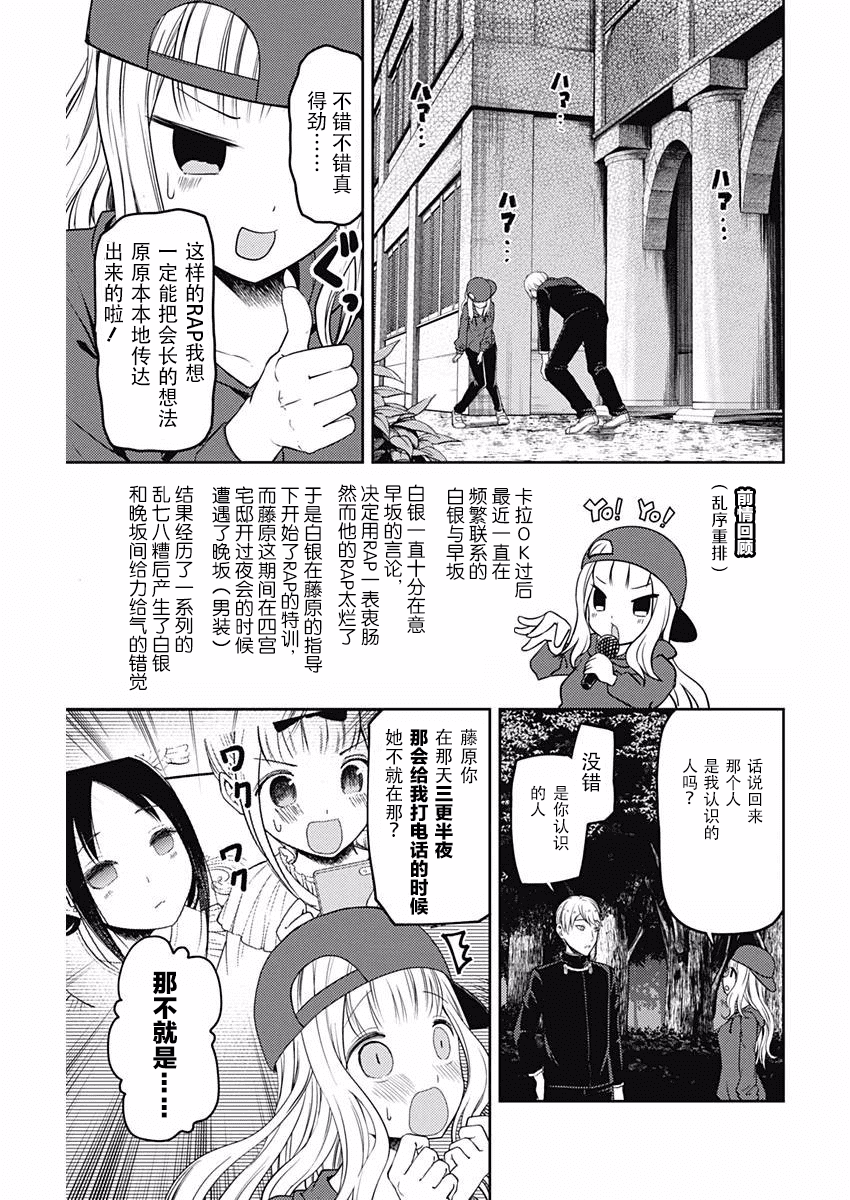 ハァ?…
ハァ?…
ハァ?…
ハァ?…
不错不错真
得劲……
ぐっ
这样的RAP我想
一定能把会长的想法
原原本本地传达
出来的啦！
前情回顾
（乱序重排）
YO! YO!
卡拉OK过后
最近一直在
频繁联系的
白银与早坂
白银一直十分在意
早坂的言论，
决定用RAP一表衷肠
然而他的RAP太烂了
于是白银在藤原的指导
下开始了RAP的特训，
而藤原这期间在四宫
宅邸开过夜会的时候
遭遇了晚坂（男装）
结果经历了一系列的
乱七八糟后产生了白银
和晚坂间给力给气的错觉
话说回来
那个人
是我认识的
人吗？
没错
是你认识
的人
藤原你
在那天三更半夜
那会给我打电话的时候
她不就在那？
ワッ
ワッ
那不就是……